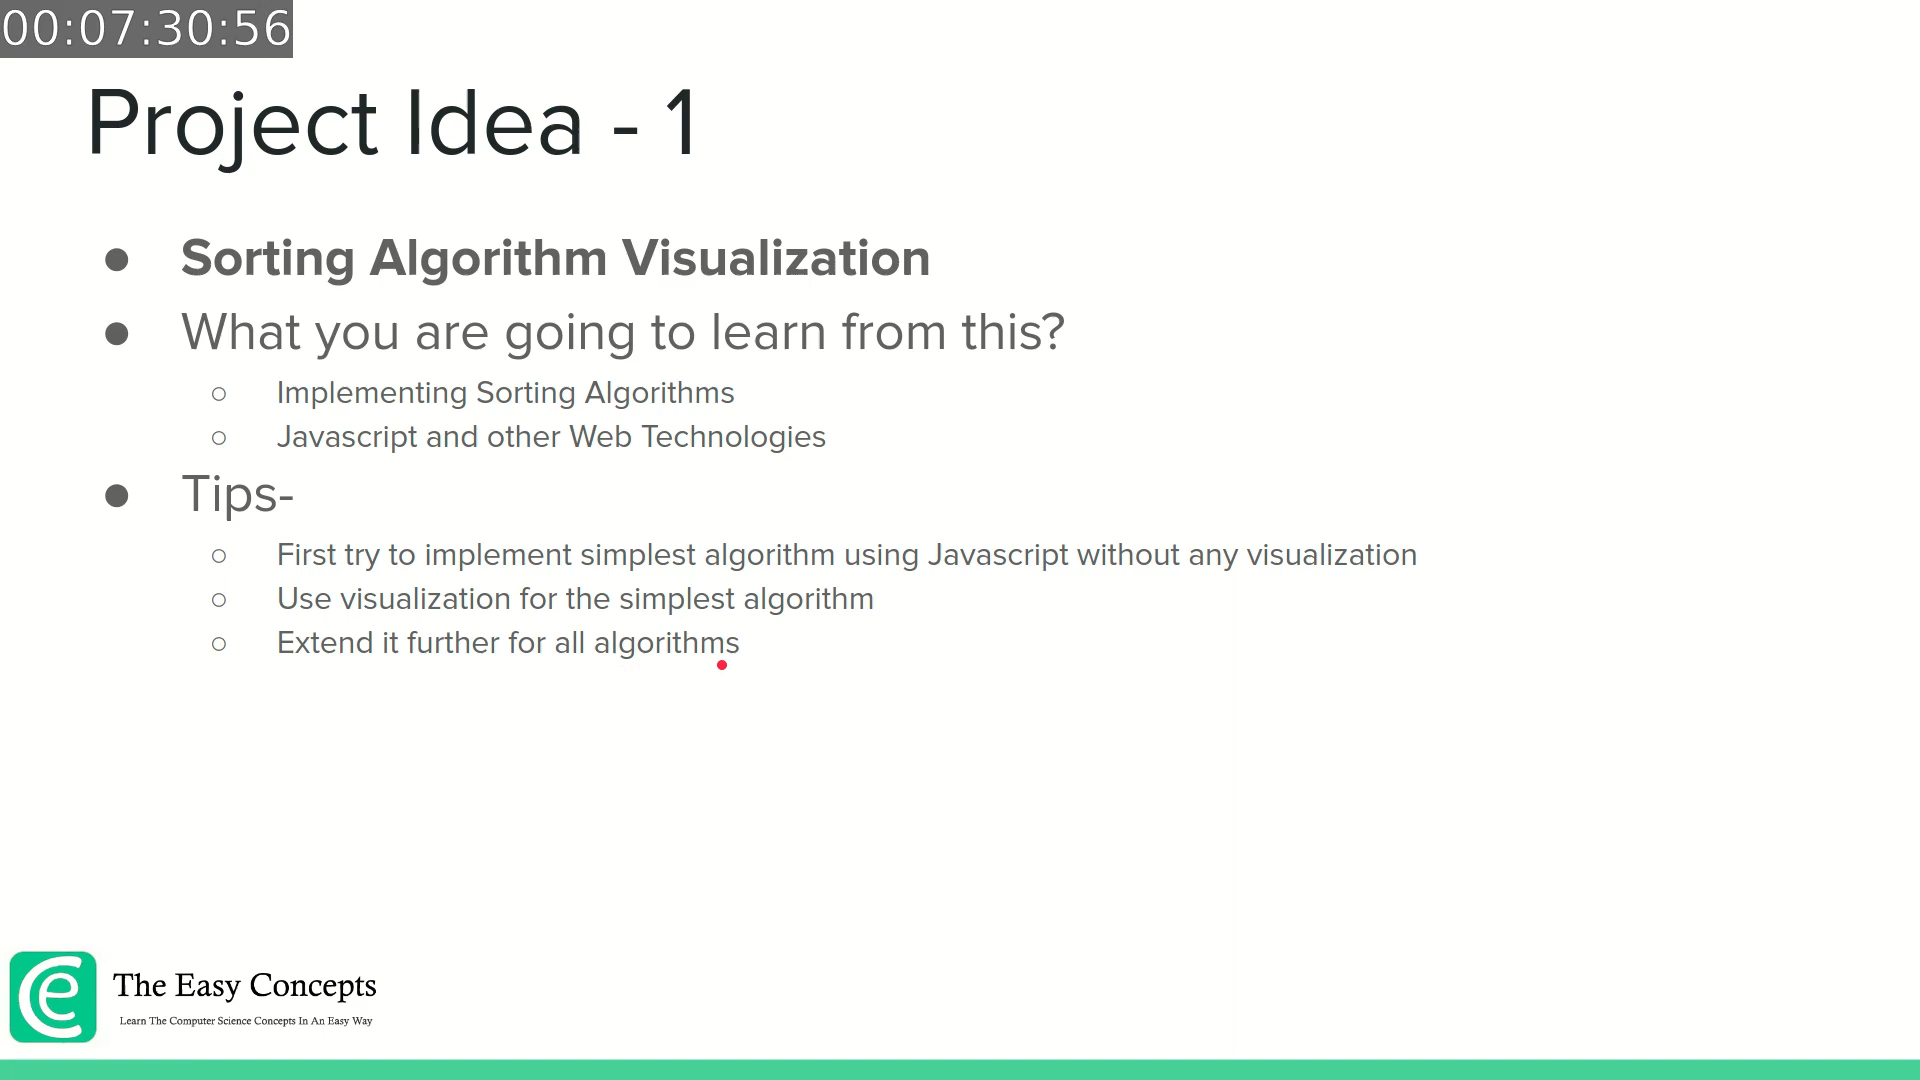 00:07:30:56
Project Idea - 1
● Sorting Algorithm Visualization
● What you are going to learn from this?
○ Implementing Sorting Algorithms
○ Javascript and other Web Technologies
● Tips-
○ First try to implement simplest algorithm using Javascript without any visualization
○ Use visualization for the simplest algorithm
○ Extend it further for all algorithms
The Easy Concepts
Learn The Computer Science Concepts In An Easy Way